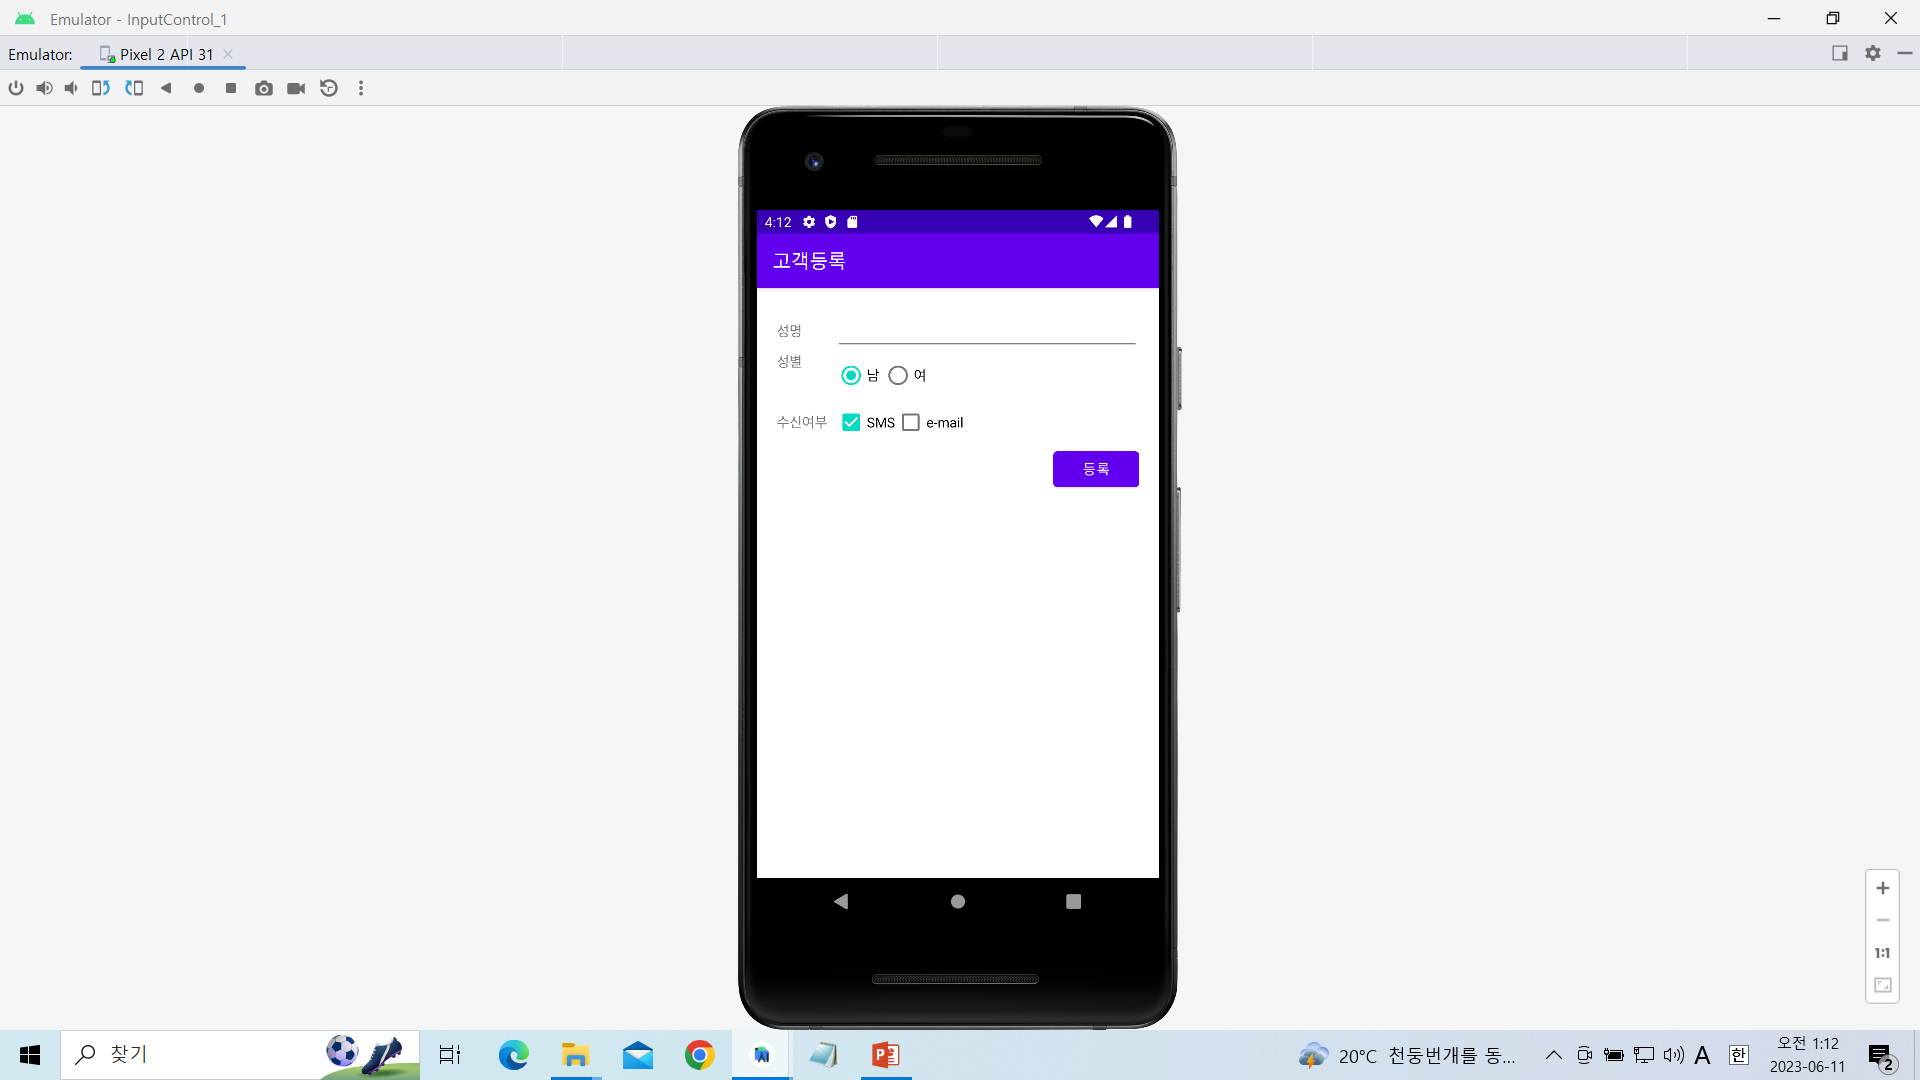 Emulator - InputControl_1
Emulator: Pixel 2 API 31
4:12
고객등록
성명
성별
남 여
수신여부 SMS e-mail
등록
1:1
찾기
P
20°C 천둥번개를 동...
A 한
오전 1:12
2023-06-11
2